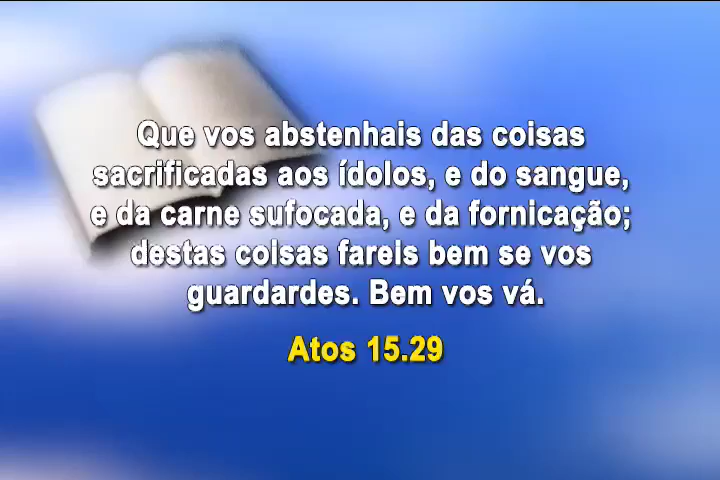 Que vos abstenhais das coisas
sacrificadas aos ídolos, e do sangue,
e da carne sufocada, e da fornicação;
destas coisas fareis bem se vos
guardardes. Bem vos vá.
Atos 15.29